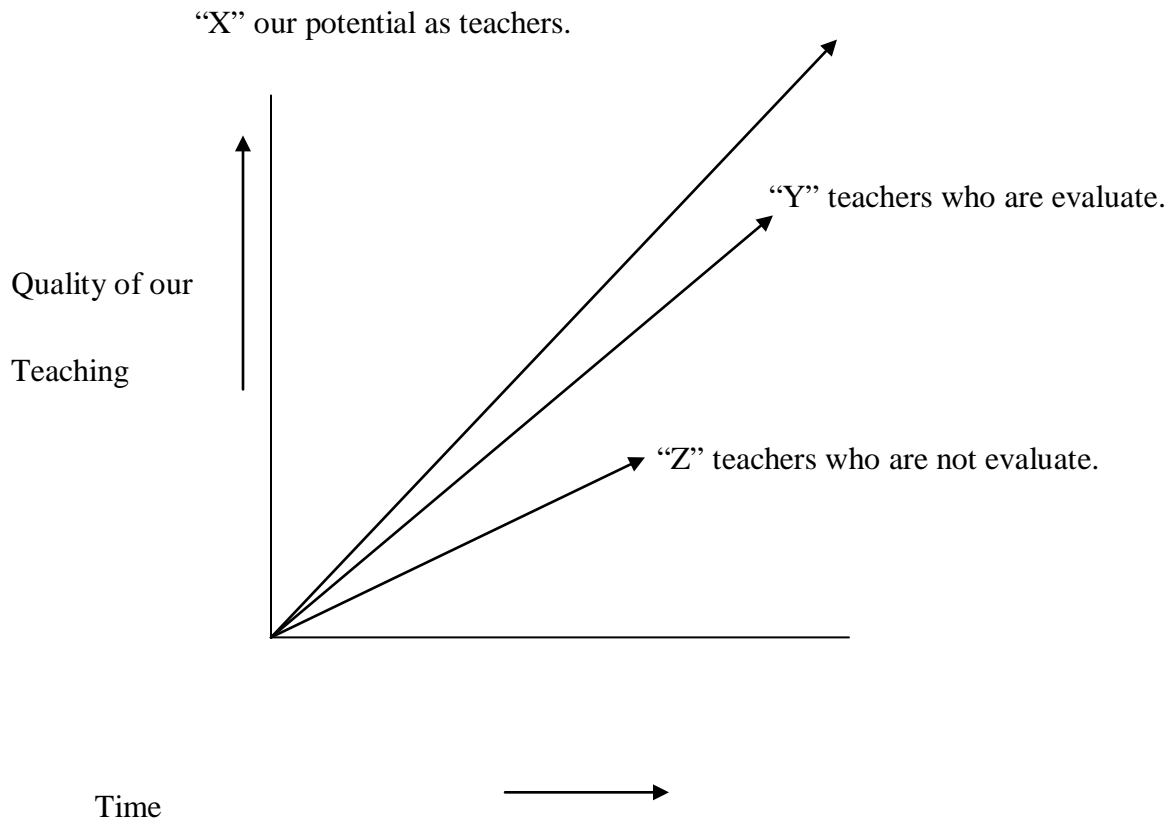 “X” our potential as teachers.
“Y” teachers who are evaluate.
Quality of our
Teaching
“Z” teachers who are not evaluate.
Time